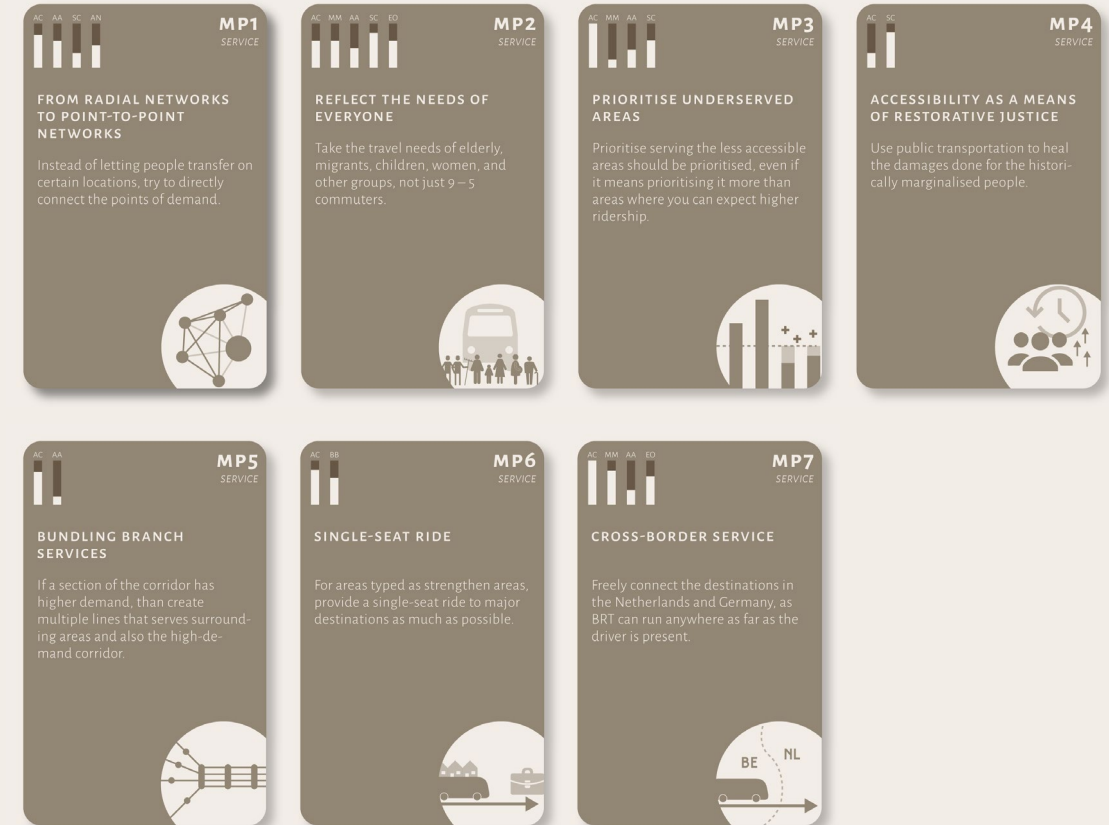 AC AA SC AN
MP1
SERVICE
FROM RADIAL NETWORKS
TO POINT-TO-POINT
NETWORKS
Instead of letting people transfer on
certain locations, try to directly
connect the points of demand.
AC MM AA SC EO
MP2
SERVICE
REFLECT THE NEEDS OF
EVERYONE
Take the travel needs of elderly,
migrants, children, women, and
other groups, not just 9 – 5
commuters.
AC MM AA SC
MP3
SERVICE
PRIORITISE UNDERSERVED
AREAS
Prioritise serving the less accessible
areas should be prioritised, even if
it means prioritising it more than
areas where you can expect higher
ridership.
AC SC
MP4
SERVICE
ACCESSIBILITY AS A MEANS
OF RESTORATIVE JUSTICE
Use public transportation to heal
the damages done for the histori-
cally marginalised people.
AC AA
MP5
SERVICE
BUNDLING BRANCH
SERVICES
If a section of the corridor has
higher demand, than create
multiple lines that serves surround-
ing areas and also the high-de-
mand corridor.
AC BB
MP6
SERVICE
SINGLE-SEAT RIDE
For areas typed as strengthen areas,
provide a single-seat ride to major
destinations as much as possible.
AC MM AA EO
MP7
SERVICE
CROSS-BORDER SERVICE
Freely connect the destinations in
the Netherlands and Germany, as
BRT can run anywhere as far as the
driver is present.
BE NL